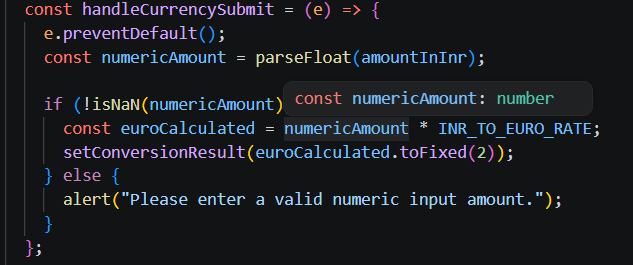 const handleCurrencySubmit = (e) => {
e.preventDefault();
const numericAmount = parseFloat(amountInInr);
if (!isNaN(numericAmount)
const numericAmount: number
const euroCalculated = numericAmount * INR_TO_EURO_RATE;
setConversionResult(euroCalculated.toFixed(2));
} else {
alert("Please enter a valid numeric input amount.");
}
};